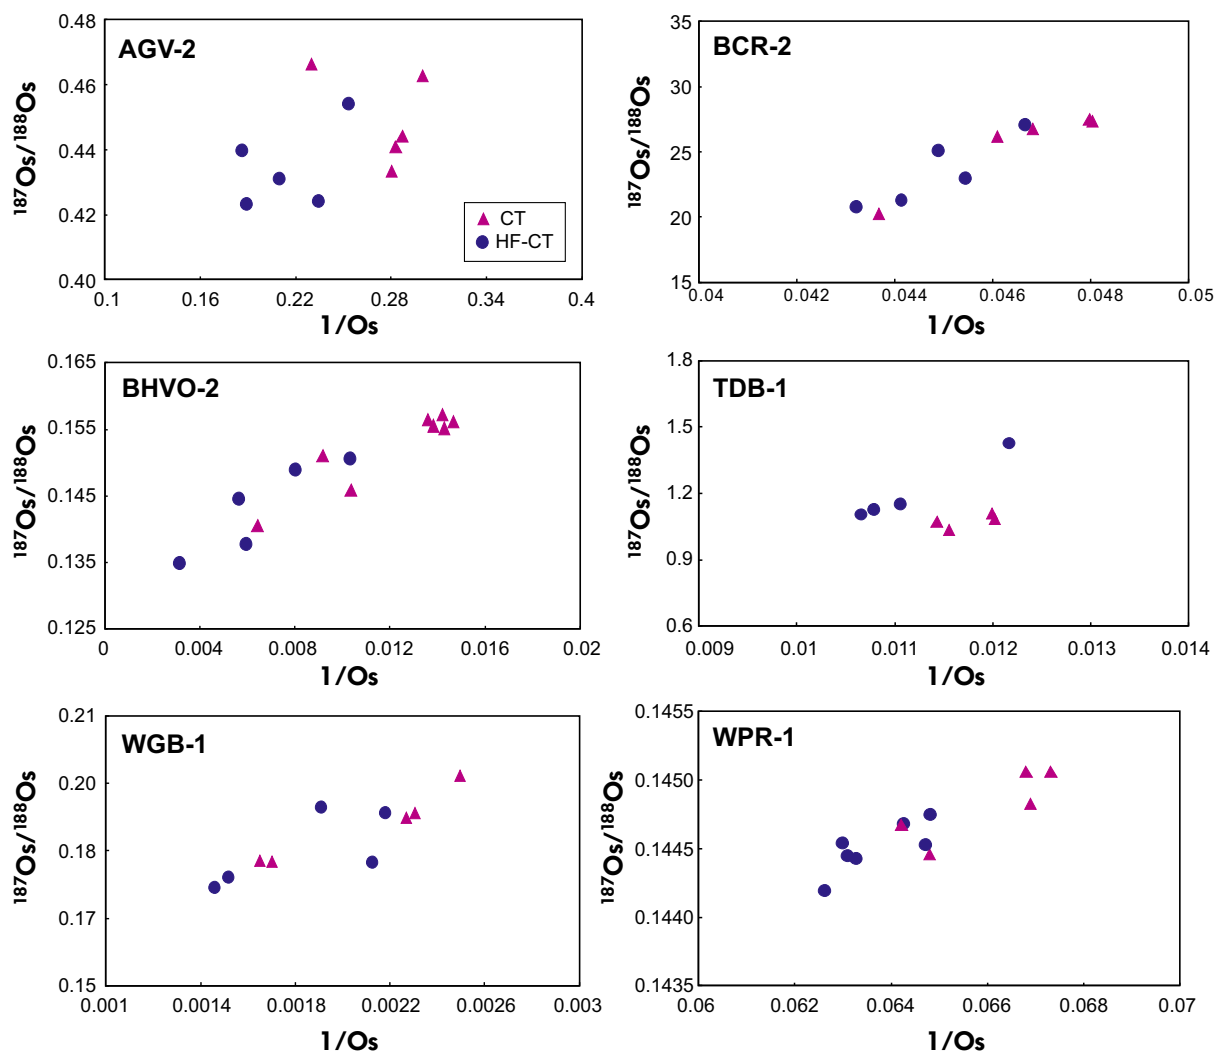 AGV-2
0.48
0.46
0.44
0.42
0.40
¹⁸⁷Os/¹⁸⁸Os
CT
HF-CT
0.1 0.16 0.22 0.28 0.34 0.4
1/Os
BCR-2
35
30
25
20
15
¹⁸⁷Os/¹⁸⁸Os
0.04 0.042 0.044 0.046 0.048 0.05
1/Os
BHVO-2
0.165
0.155
0.145
0.135
0.125
¹⁸⁷Os/¹⁸⁸Os
0 0.004 0.008 0.012 0.016 0.02
1/Os
TDB-1
1.8
1.5
1.2
0.9
0.6
¹⁸⁷Os/¹⁸⁸Os
0.009 0.01 0.011 0.012 0.013 0.014
1/Os
WGB-1
0.21
0.20
0.18
0.17
0.15
¹⁸⁷Os/¹⁸⁸Os
0.001 0.0014 0.0018 0.0022 0.0026 0.003
1/Os
WPR-1
0.1455
0.1450
0.1445
0.1440
0.1435
¹⁸⁷Os/¹⁸⁸Os
0.06 0.062 0.064 0.066 0.068 0.07
1/Os